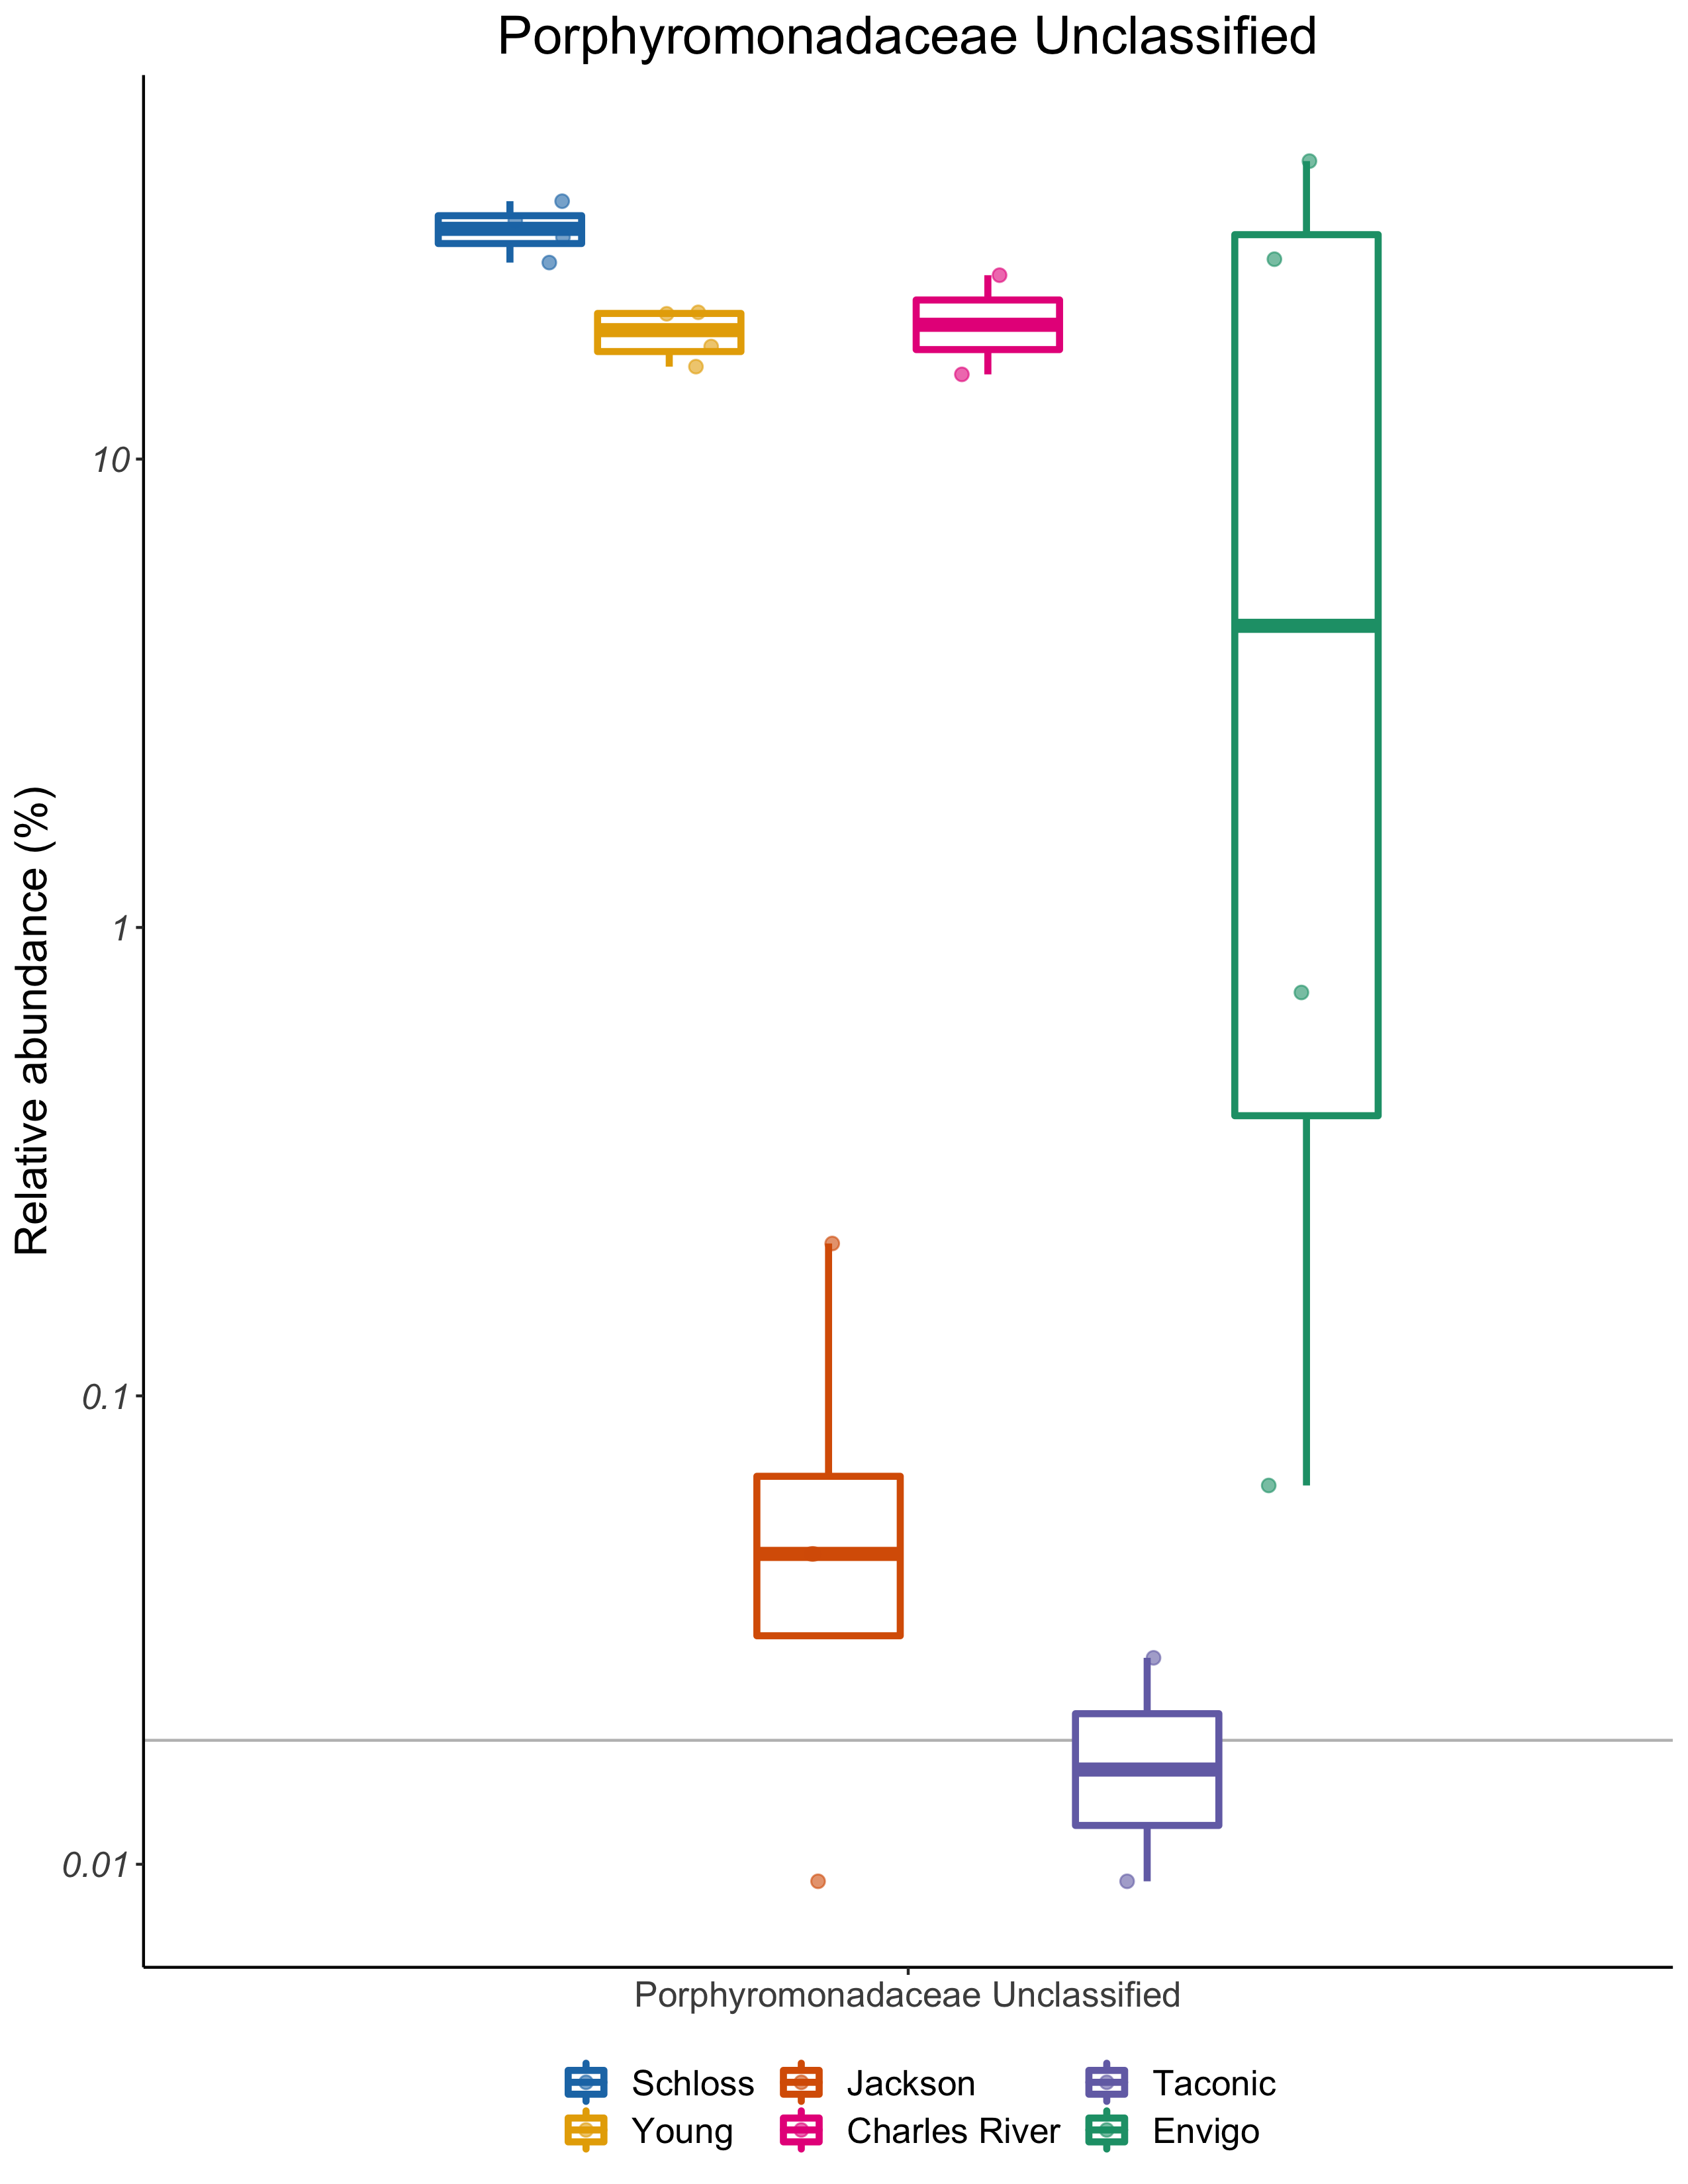 Porphyromonadaceae Unclassified
Relative abundance (%)
10
1
0.1
0.01
Porphyromonadaceae Unclassified
Schloss
Jackson
Taconic
Young
Charles River
Envigo